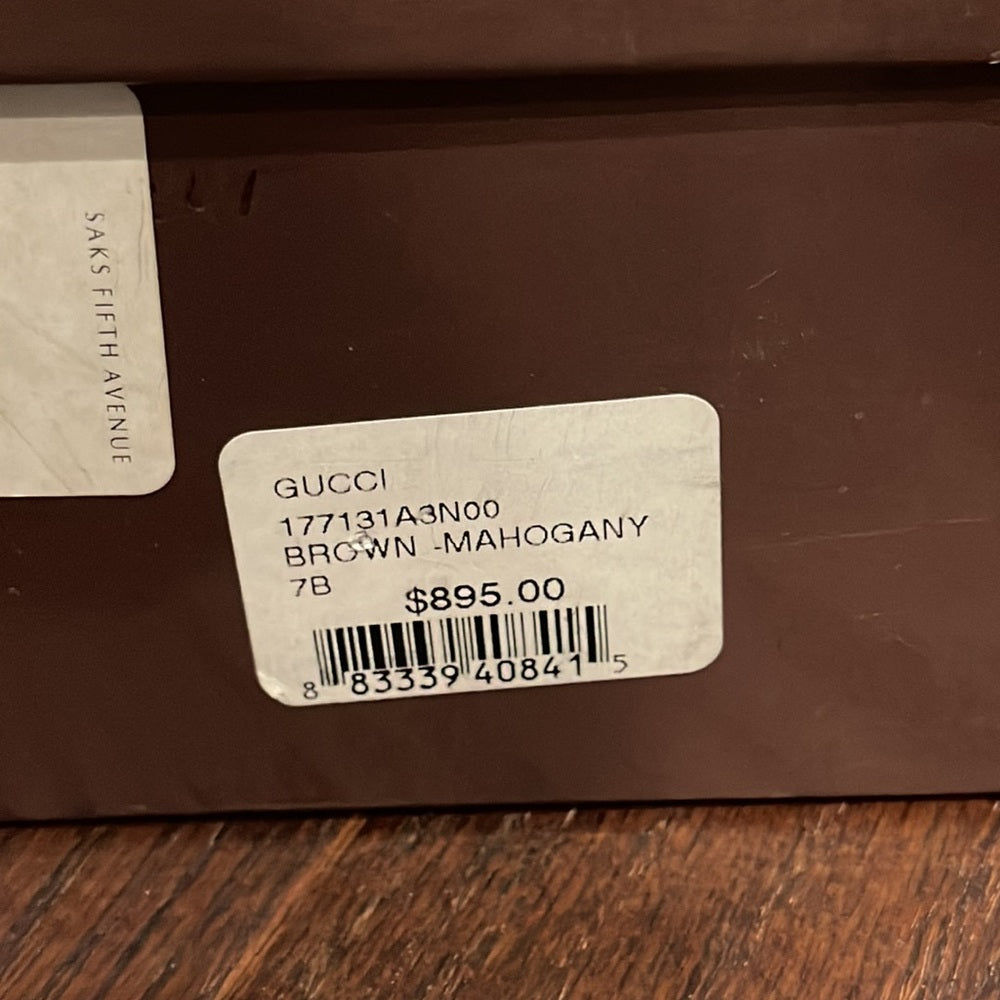 SAKS FIFTH AVENUE
GUCCI
177131A3N00
BROWN -MAHOGANY
7B
$895.00
8 83339 40841 5